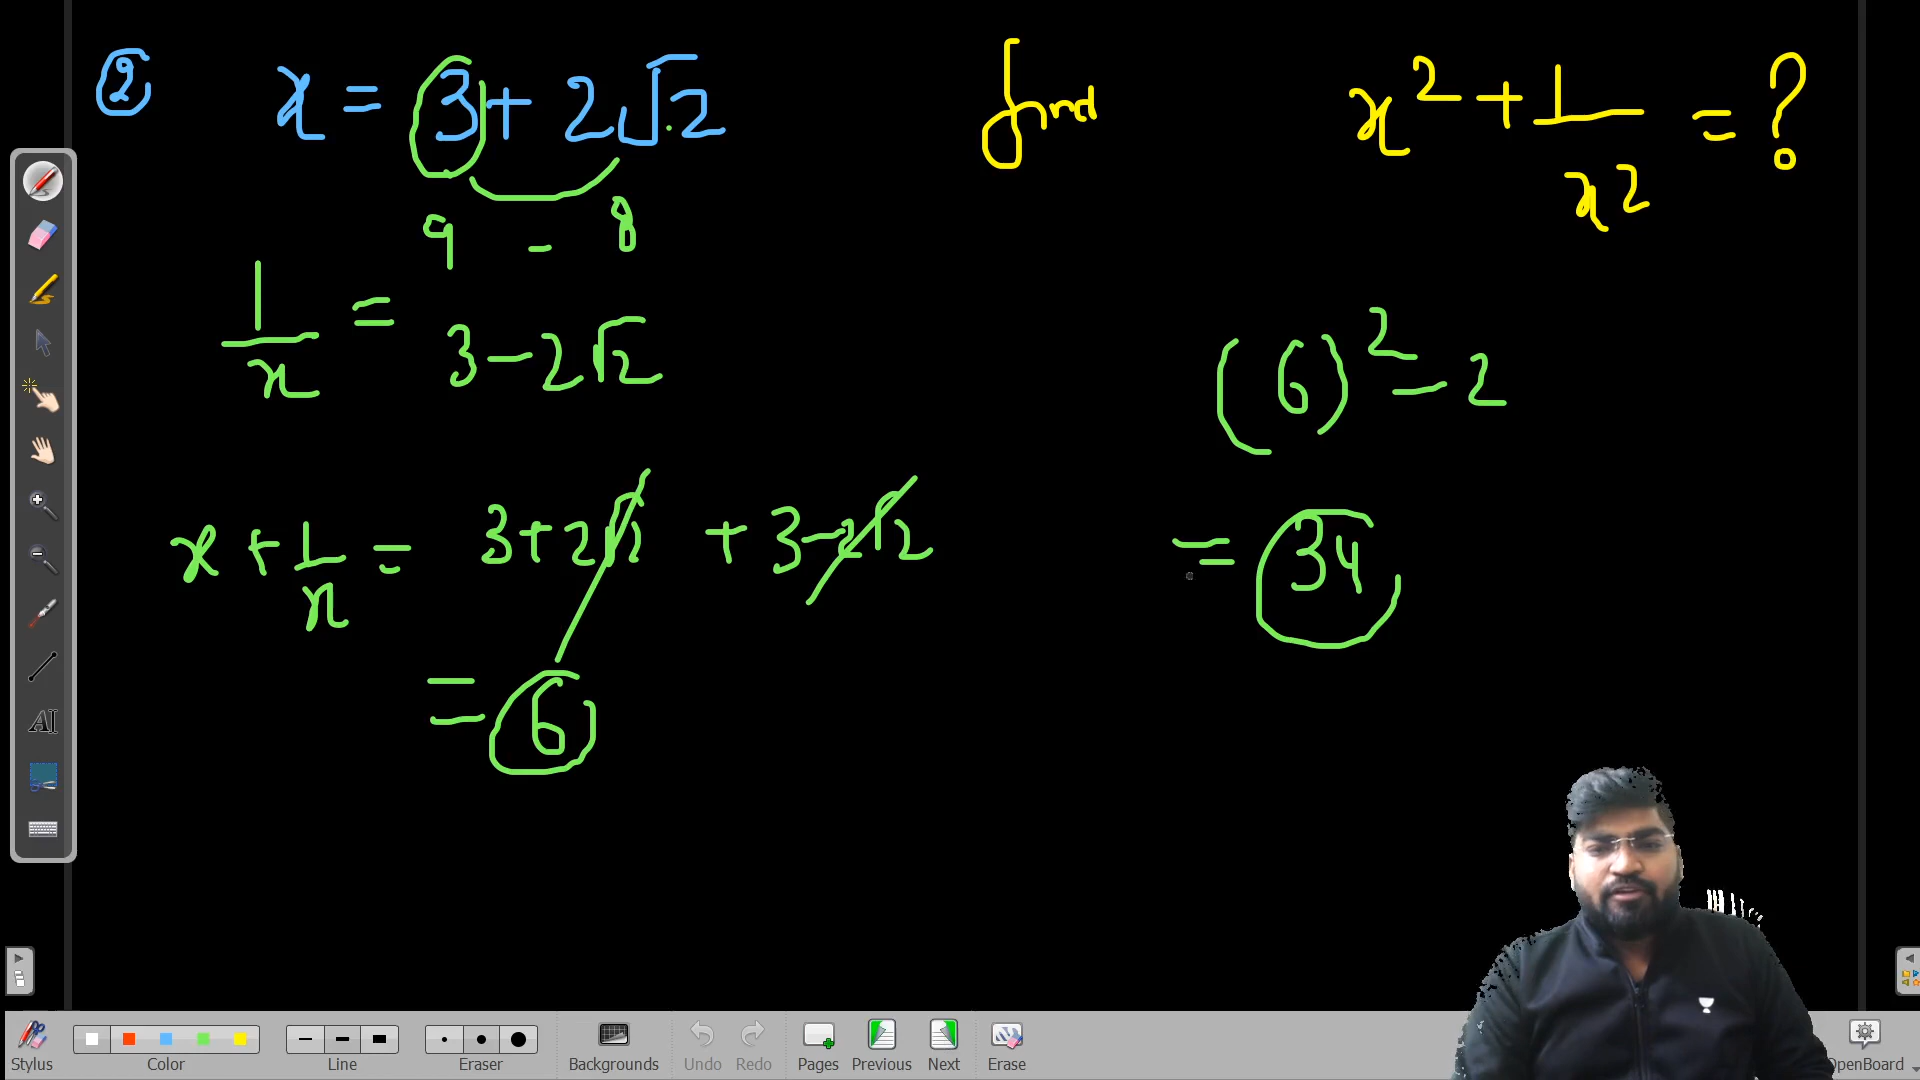 ② x = 3 + 2√2 find x² + 1/x² = ?
9 - 8
1/x = 3 - 2√2
(6)² - 2
x + 1/x = 3 + 2√2 + 3 - 2√2
= 34
= 6
AI
Stylus Color Line Eraser Backgrounds Undo Redo Pages Previous Next Erase OpenBoard